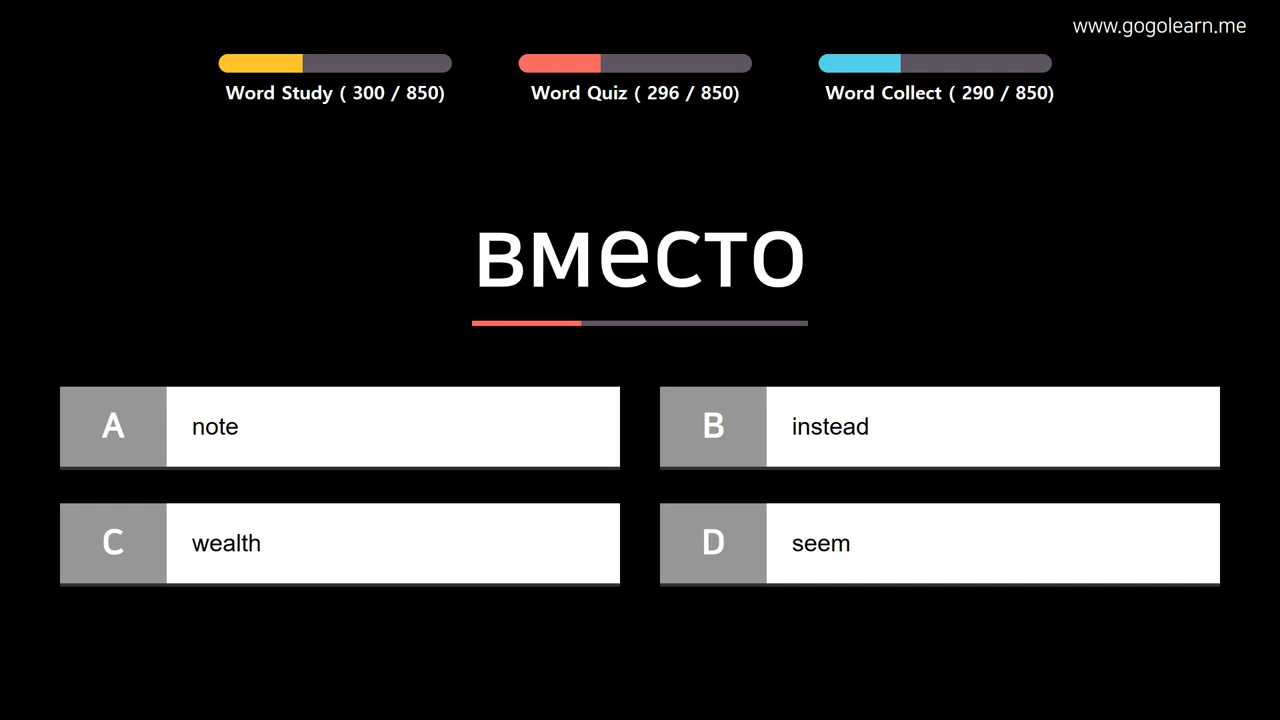 www.gogolearn.me
Word Study ( 300 / 850)
Word Quiz ( 296 / 850)
Word Collect ( 290 / 850)
вместо
A note
B instead
C wealth
D seem